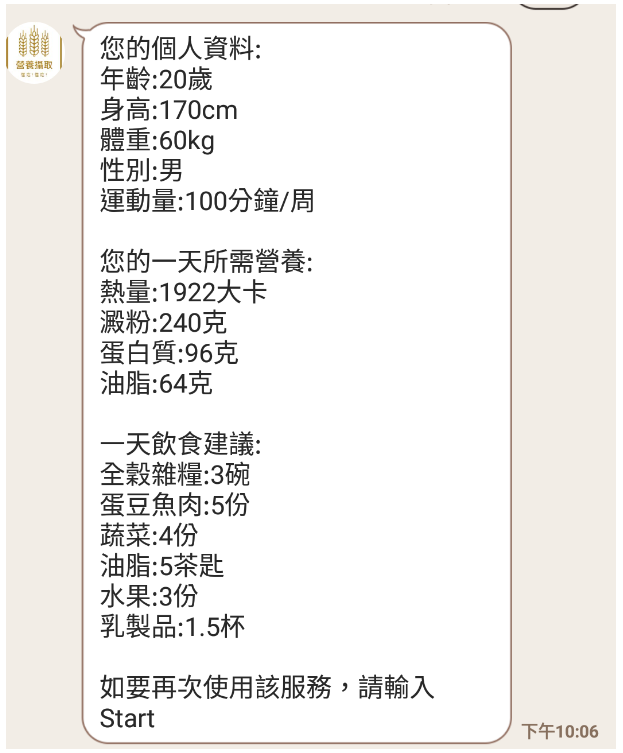 營養攝取
您的個人資料:
年齡:20歲
身高:170cm
體重:60kg
性別:男
運動量:100分鐘/周
您的一天所需營養:
熱量:1922大卡
澱粉:240克
蛋白質:96克
油脂:64克
一天飲食建議:
全穀雜糧:3碗
蛋豆魚肉:5份
蔬菜:4份
油脂:5茶匙
水果:3份
乳製品:1.5杯
如要再次使用該服務，請輸入
Start
下午10:06